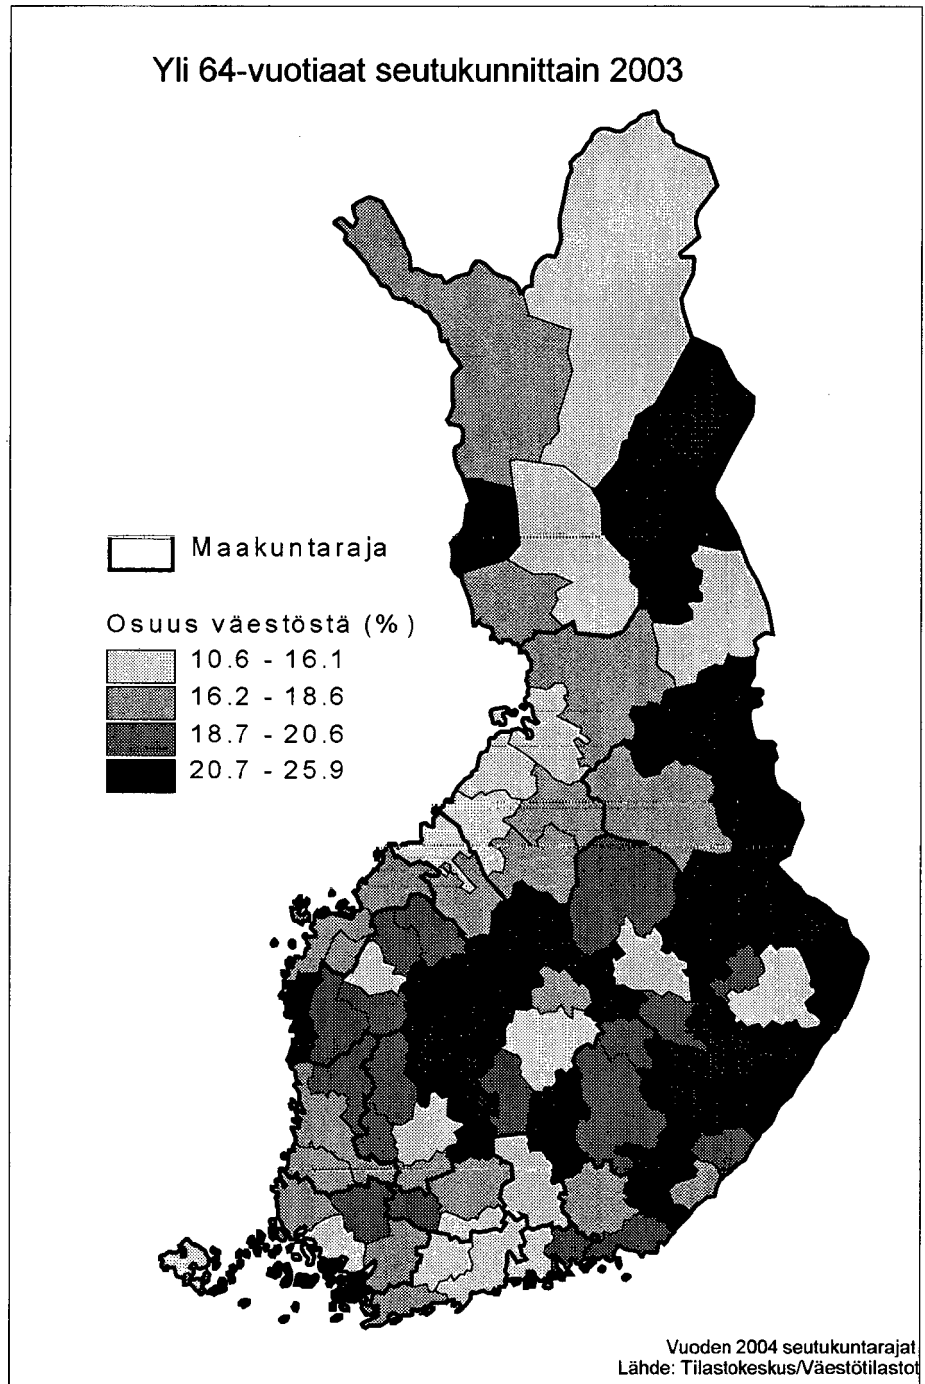 Yli 64-vuotiaat seutukunnittain 2003
Maakuntaraja
Osuus väestöstä (%)
10.6 - 16.1
16.2 - 18.6
18.7 - 20.6
20.7 - 25.9
Vuoden 2004 seutukuntarajat
Lähde: Tilastokeskus/Väestötilastot